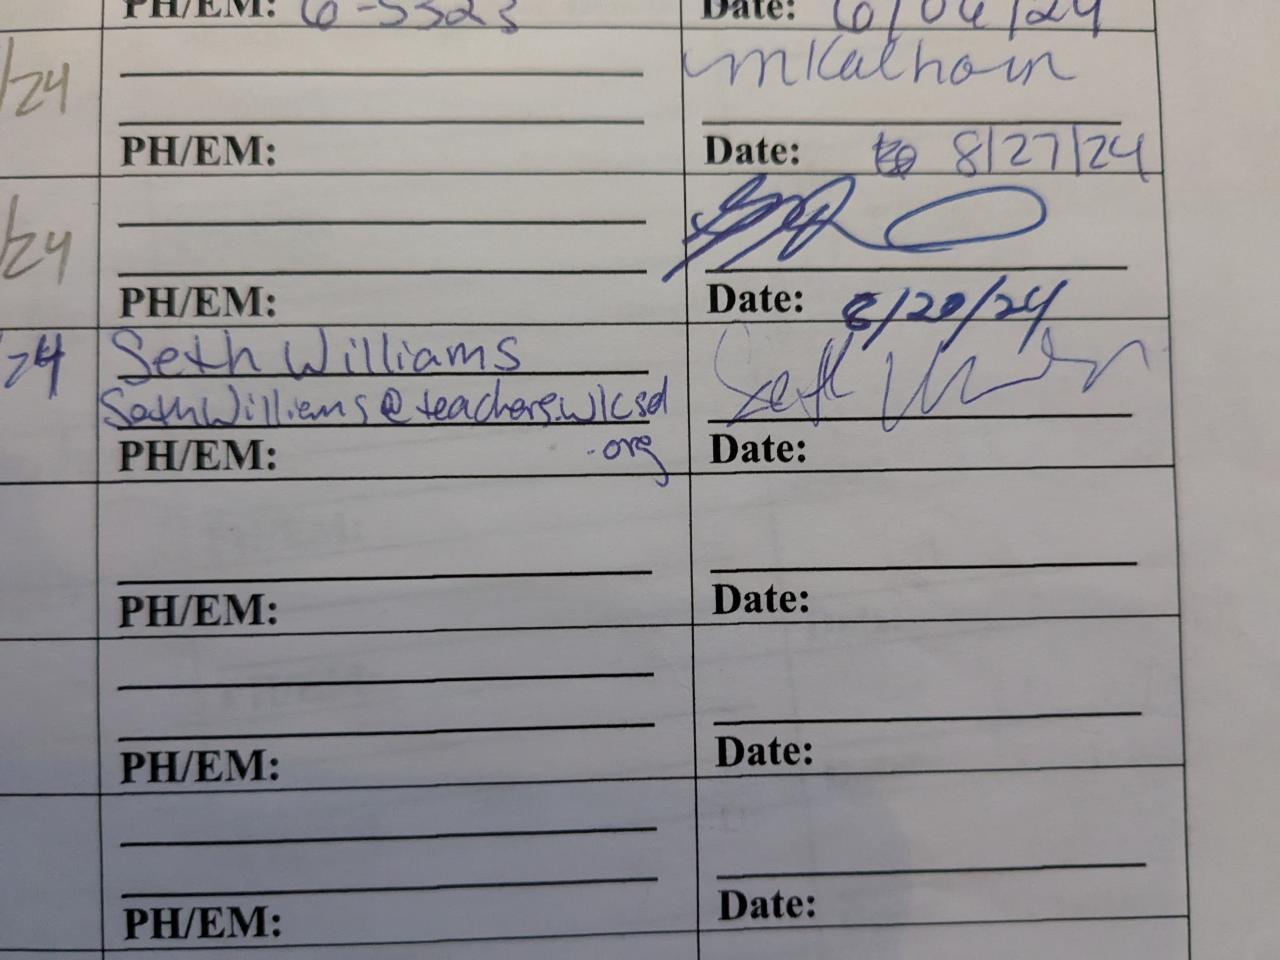 PH/EM: 6-5323 Date: 6/06/24
/24 mKalhoun
PH/EM: Date: 8/27/24
/24
PH/EM: Date: 8/20/24
/24 Seth Williams
SethWilliams@teachers.wlcsd Seth
.org
PH/EM: Date:
PH/EM: Date:
PH/EM: Date:
PH/EM: Date: